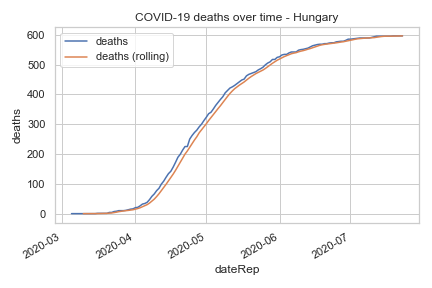 COVID-19 deaths over time - Hungary
deaths
deaths (rolling)
600
500
400
300
200
100
0
deaths
2020-03
2020-04
2020-05
2020-06
2020-07
dateRep